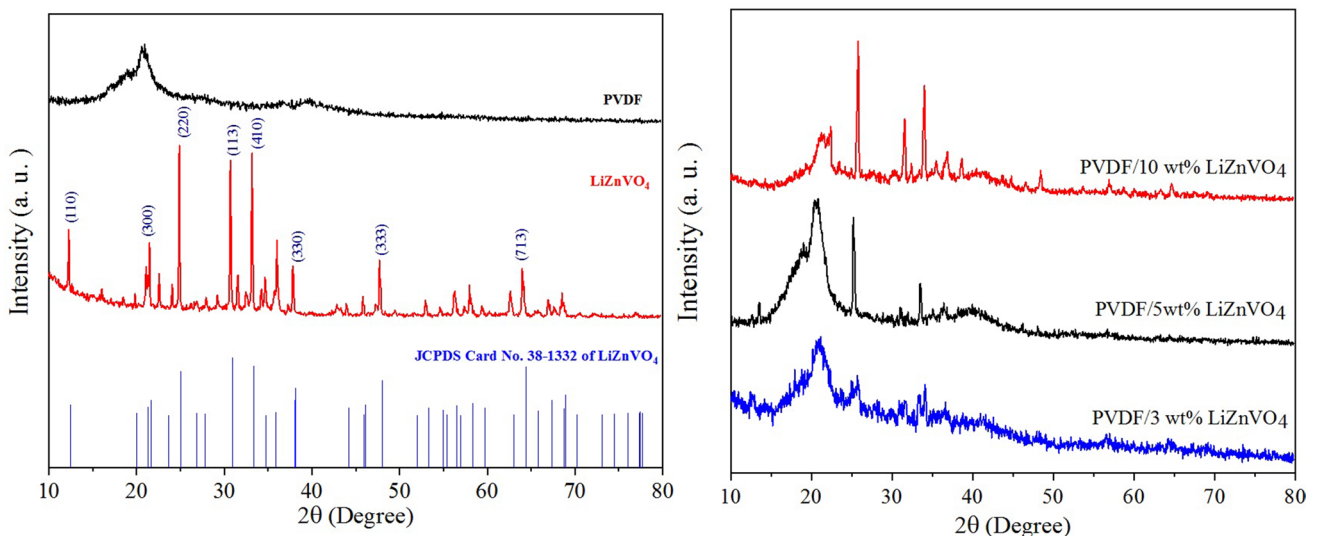 Intensity (a. u. )
PVDF
(110)
(300)
(220)
(113)
(410)
(330)
(333)
(713)
LiZnVO₄
JCPDS Card No. 38-1332 of LiZnVO₄
10 20 30 40 50 60 70 80
2θ (Degree)
Intensity (a. u. )
PVDF/10 wt% LiZnVO₄
PVDF/5wt% LiZnVO₄
PVDF/3 wt% LiZnVO₄
10 20 30 40 50 60 70 80
2θ (Degree)